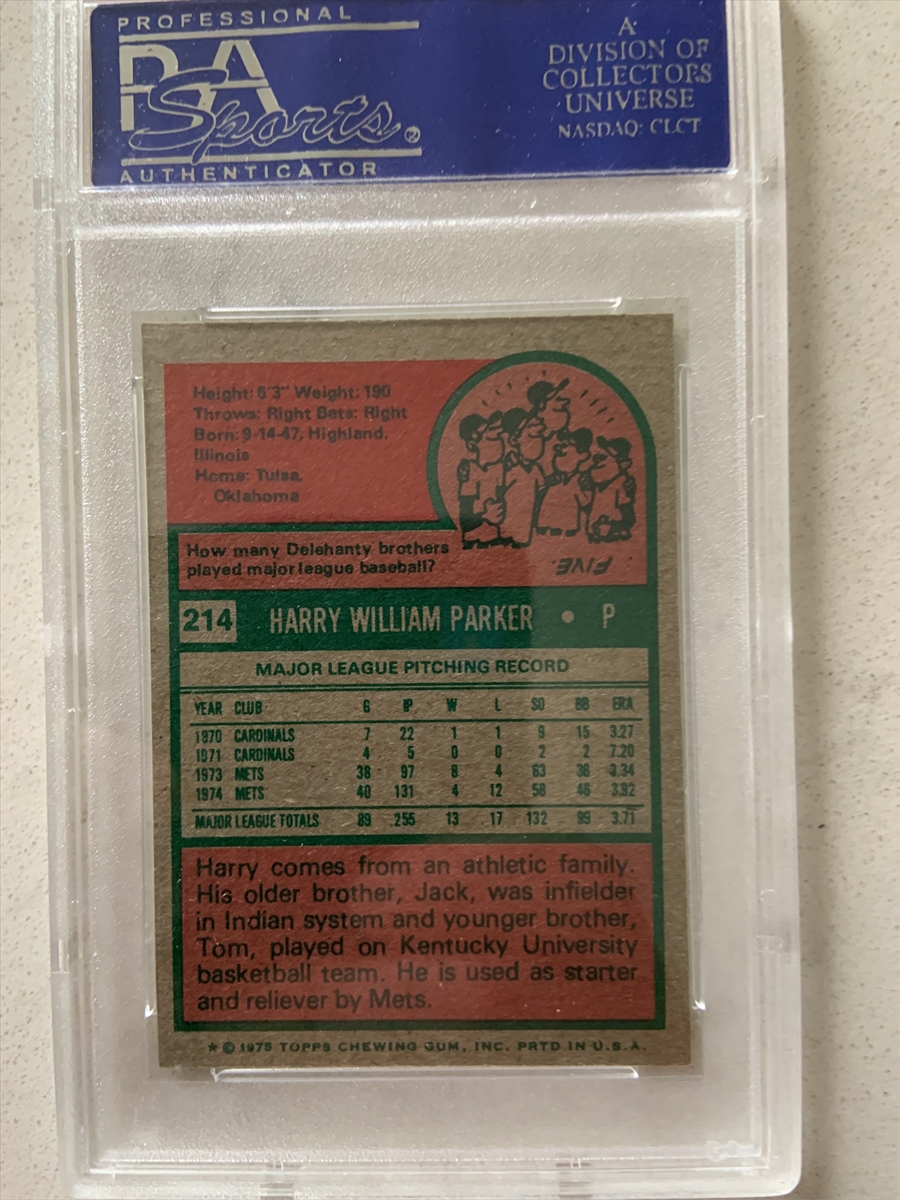 PROFESSIONAL
PSA
Sports®
AUTHENTICATOR
A
DIVISION OF
COLLECTORS
UNIVERSE
NASDAQ: CLCT
Height: 6'3" Weight: 190
Throws: Right Bats: Right
Born: 9-14-47, Highland,
Illinois
Home: Tulsa,
Oklahoma
How many Delehanty brothers
played major league baseball?
FIVE.
214 HARRY WILLIAM PARKER • P
MAJOR LEAGUE PITCHING RECORD
YEAR CLUB G IP W L SO BB ERA
1970 CARDINALS 7 22 1 1 9 15 3.27
1971 CARDINALS 4 5 0 0 2 2 7.20
1973 METS 38 97 8 4 63 36 3.34
1974 METS 40 131 4 12 58 46 3.92
MAJOR LEAGUE TOTALS 89 255 13 17 132 99 3.71
Harry comes from an athletic family.
His older brother, Jack, was infielder
in Indian system and younger brother,
Tom, played on Kentucky University
basketball team. He is used as starter
and reliever by Mets.
* © 1975 TOPPS CHEWING GUM, INC. PRTD IN U.S.A.